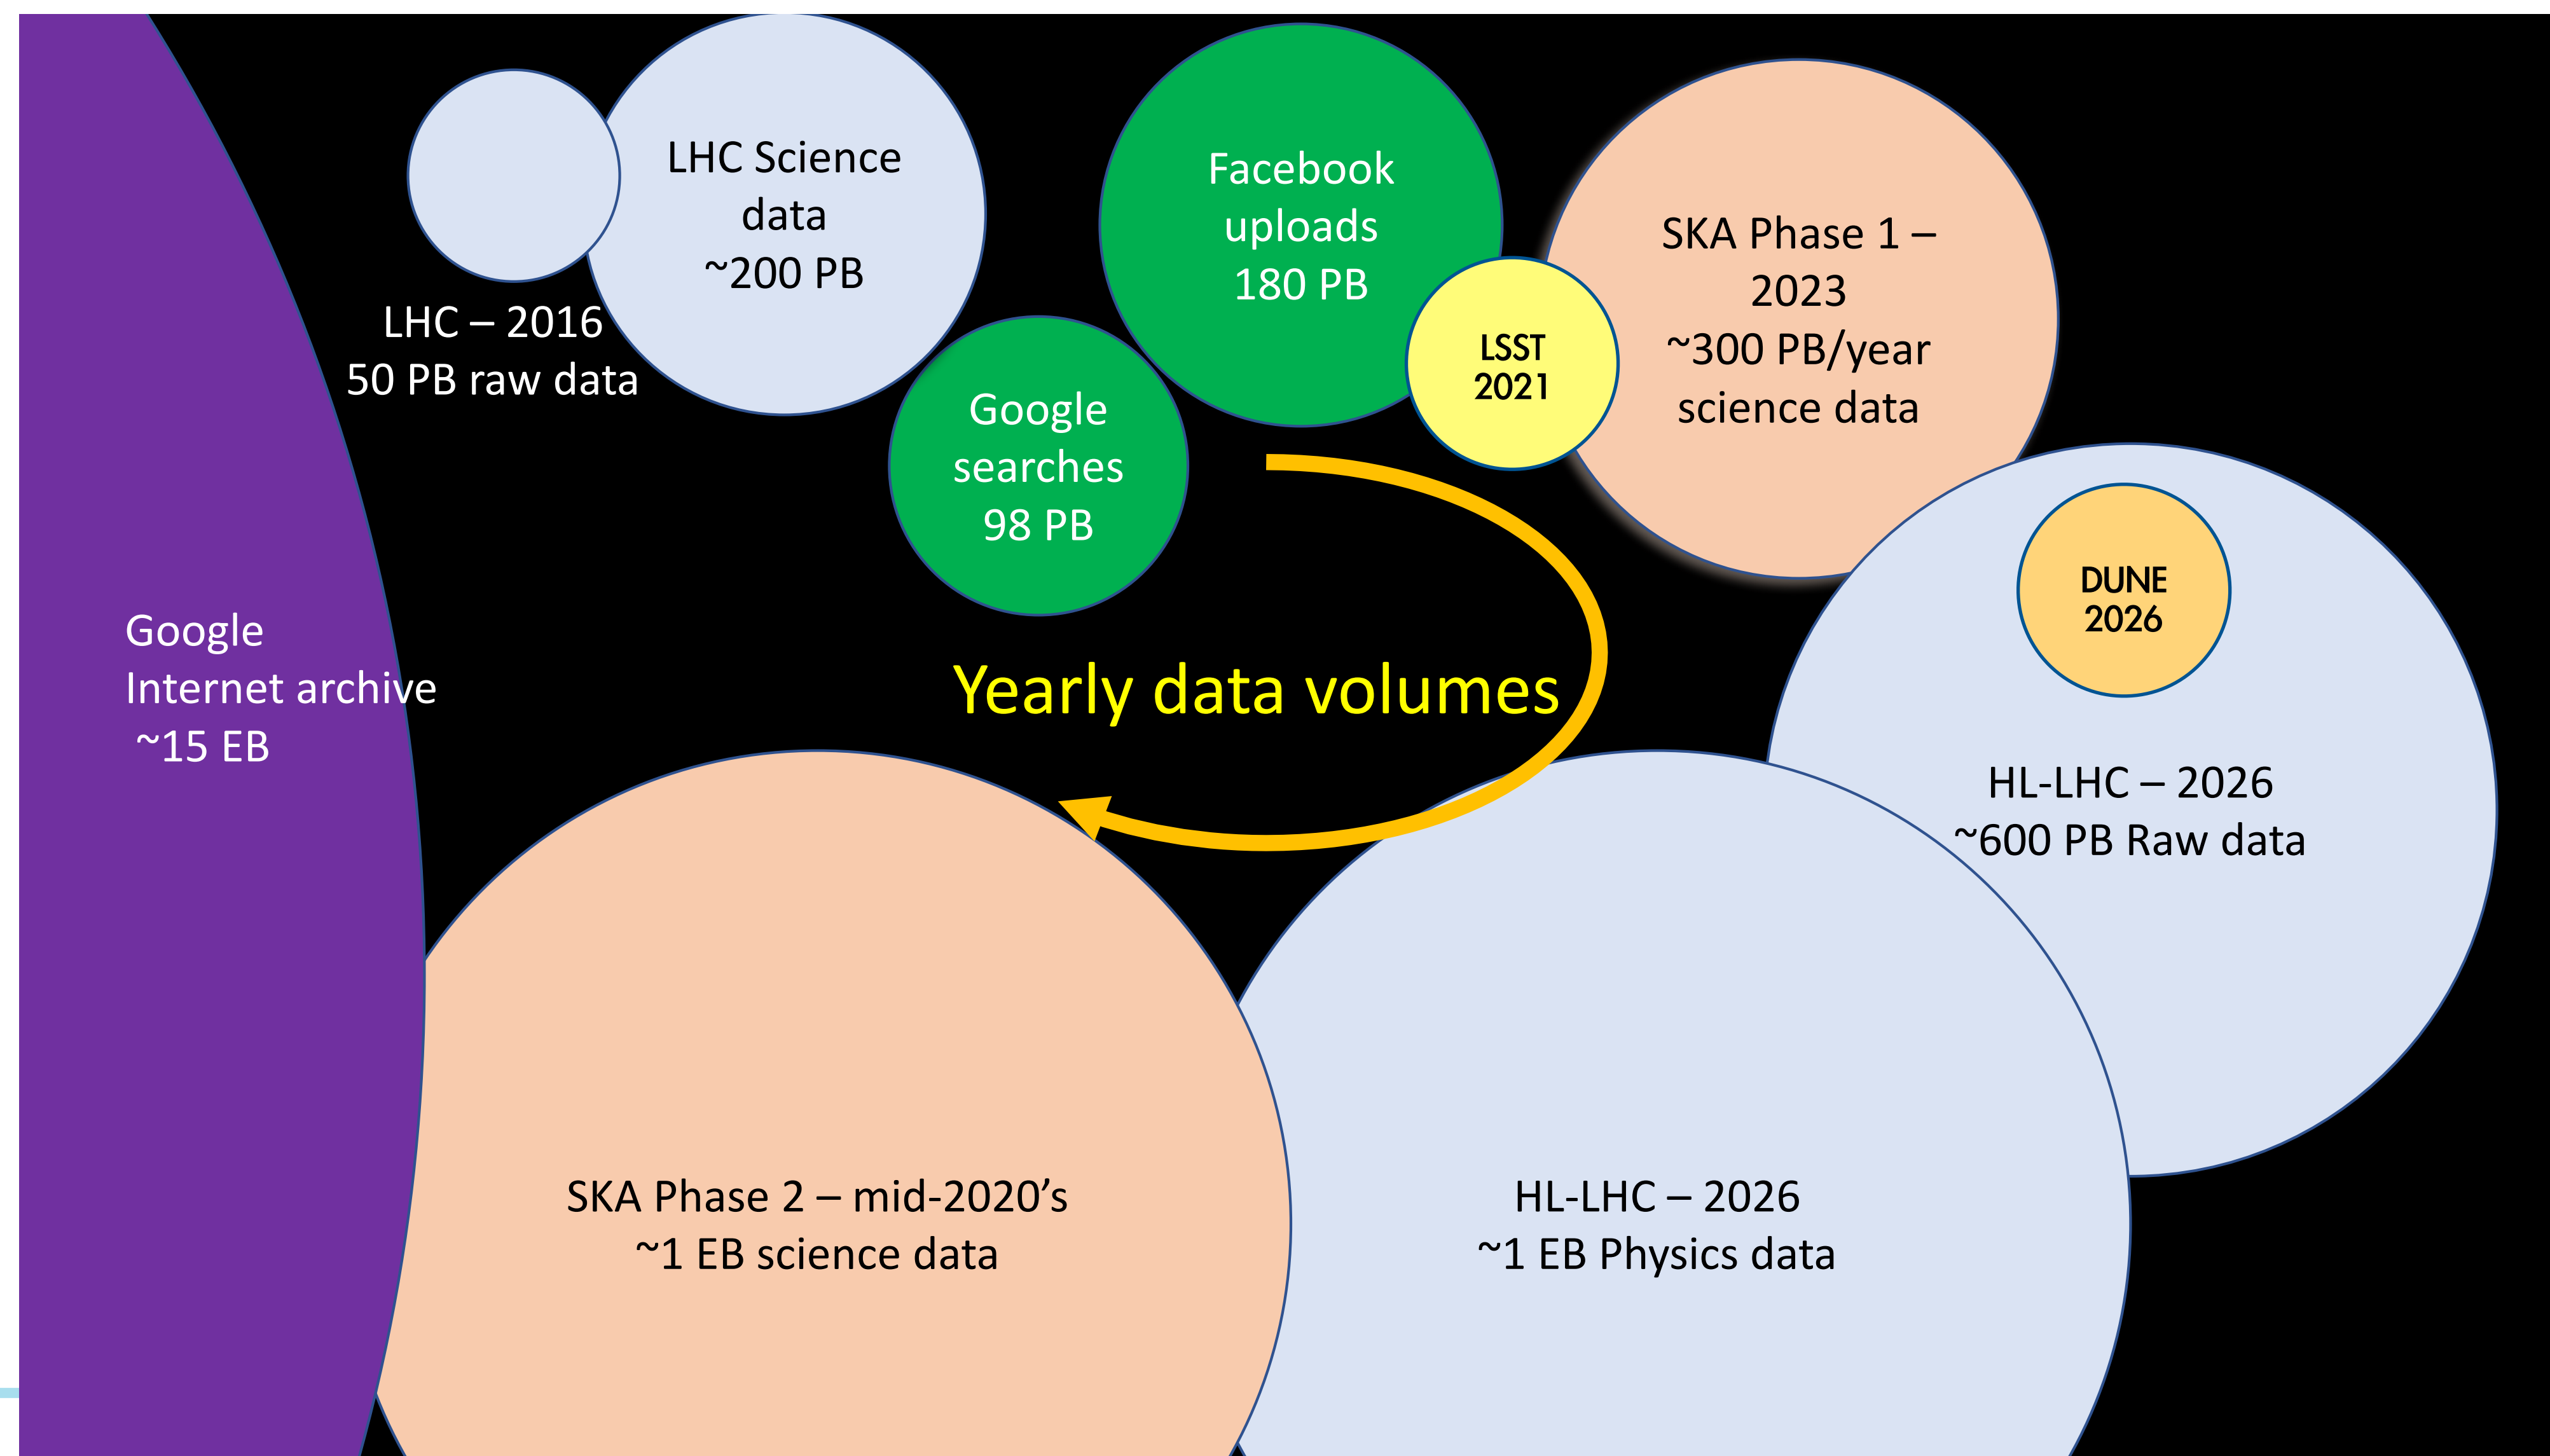 LHC Science
data
~200 PB
LHC – 2016
50 PB raw data
Facebook
uploads
180 PB
SKA Phase 1 –
2023
~300 PB/year
science data
LSST
2021
Google
searches
98 PB
DUNE
2026
Google
Internet archive
~15 EB
Yearly data volumes
HL-LHC – 2026
~600 PB Raw data
SKA Phase 2 – mid-2020’s
~1 EB science data
HL-LHC – 2026
~1 EB Physics data